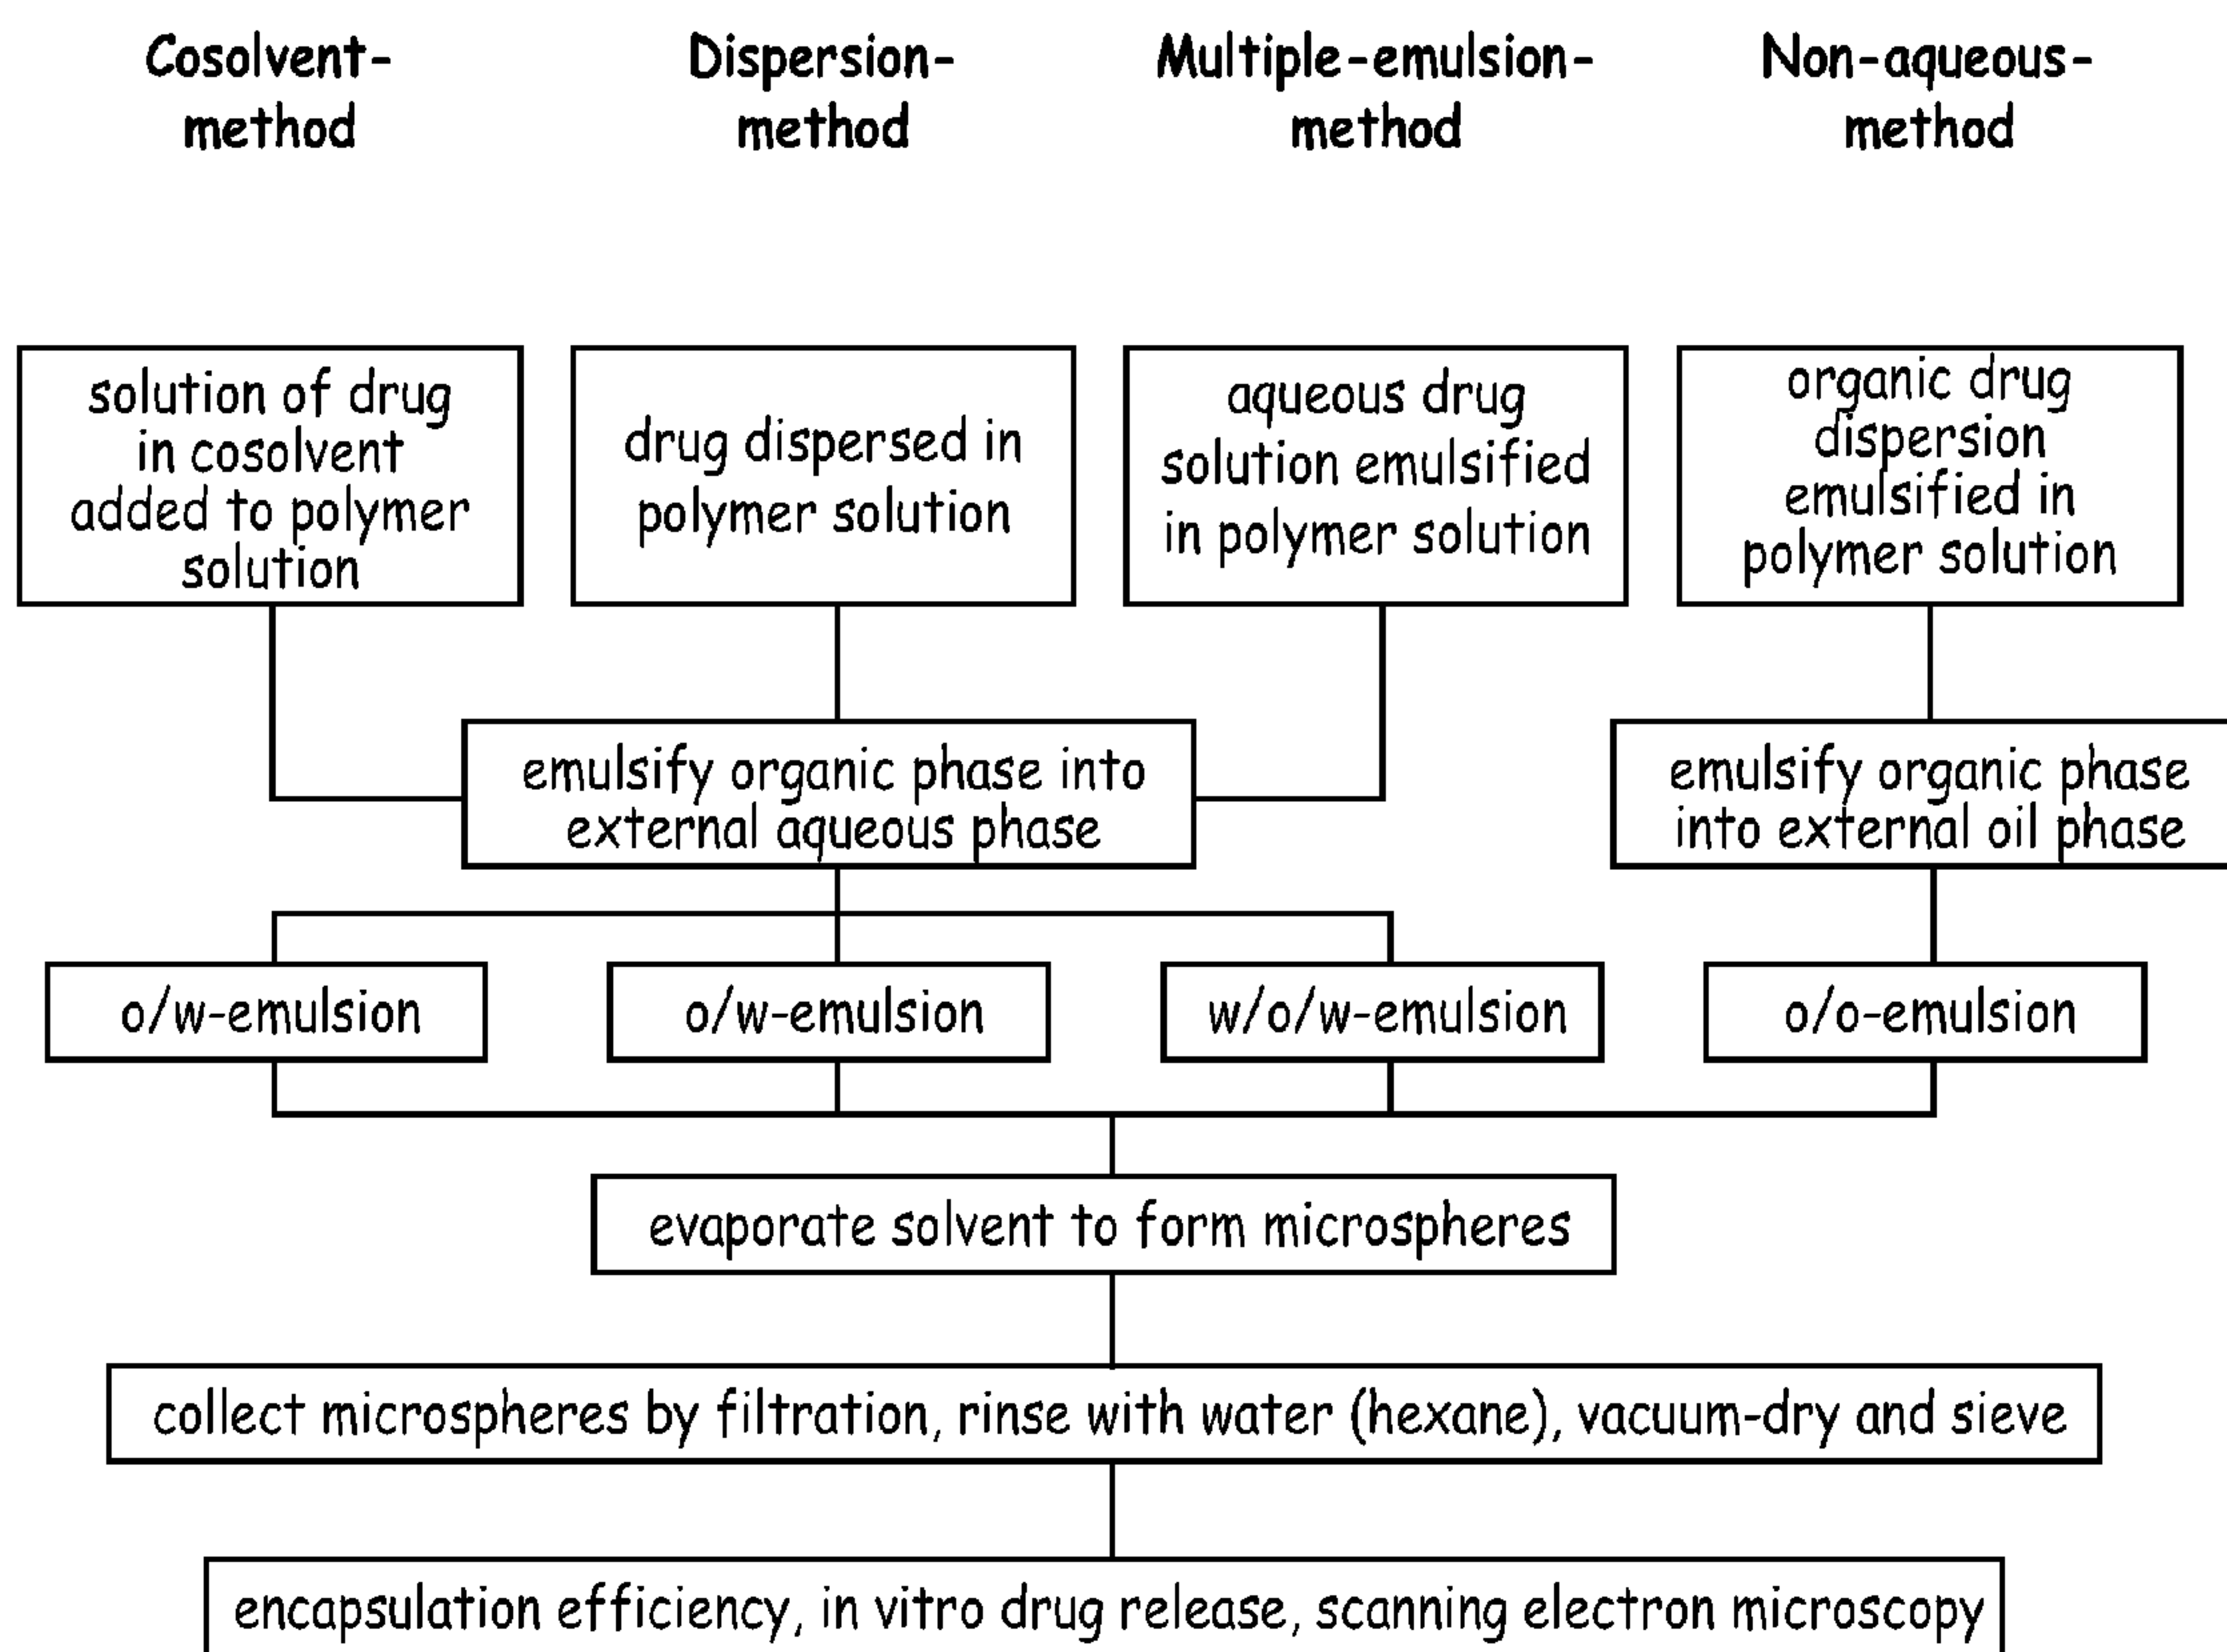 Cosolvent-
method
Dispersion-
method
Multiple-emulsion-
method
Non-aqueous-
method
solution of drug
in cosolvent
added to polymer
solution
drug dispersed in
polymer solution
aqueous drug
solution emulsified
in polymer solution
organic drug
dispersion
emulsified in
polymer solution
emulsify organic phase into
external aqueous phase
emulsify organic phase
into external oil phase
o/w-emulsion
o/w-emulsion
w/o/w-emulsion
o/o-emulsion
evaporate solvent to form microspheres
collect microspheres by filtration, rinse with water (hexane), vacuum-dry and sieve
encapsulation efficiency, in vitro drug release, scanning electron microscopy